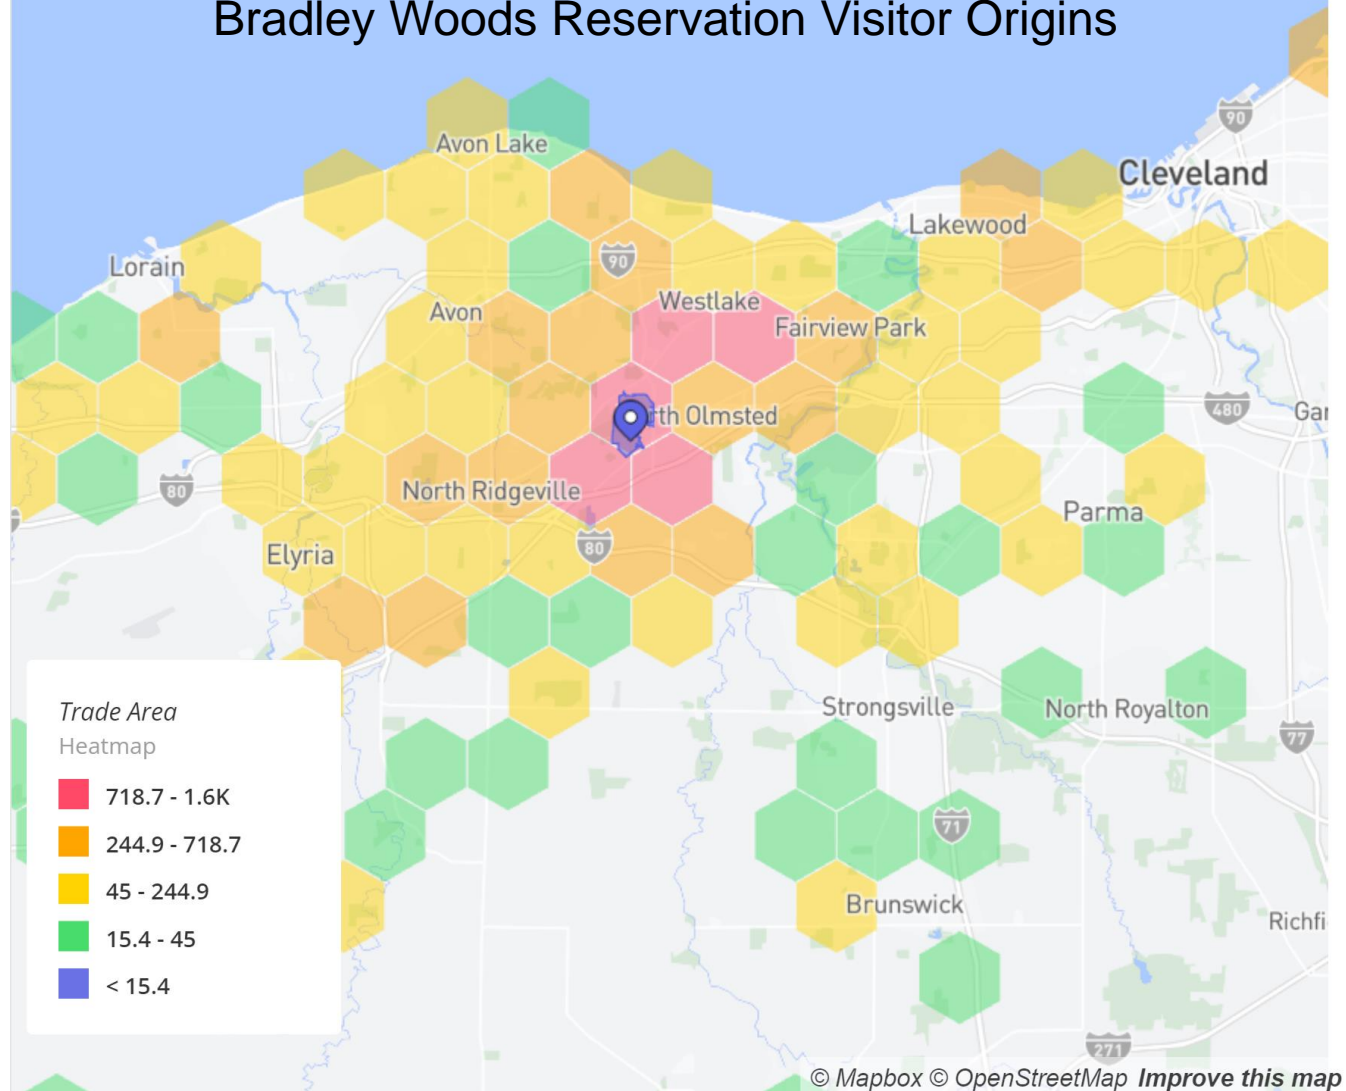 Bradley Woods Reservation Visitor Origins
90
Avon Lake
Cleveland
Lakewood
Lorain
90
Westlake
Avon
Fairview Park
rth Olmsted
480
Gar
80
North Ridgeville
Parma
Elyria
80
Strongsville
North Royalton
77
Trade Area
Heatmap
718.7 - 1.6K
244.9 - 718.7
45 - 244.9
15.4 - 45
< 15.4
71
Brunswick
Richfi
271
© Mapbox © OpenStreetMap Improve this map